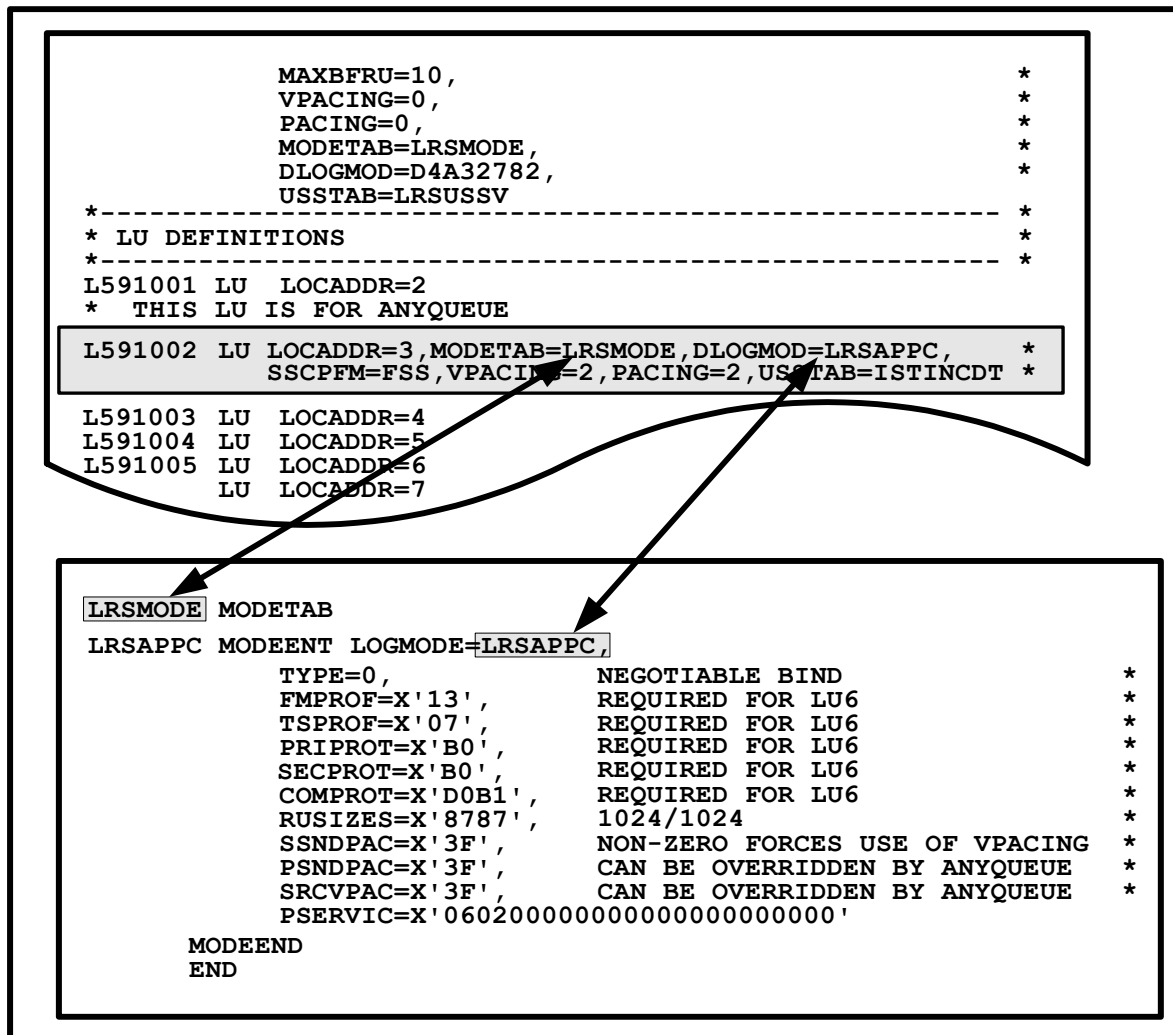 MAXBFRU=10, *
VPACING=0, *
PACING=0, *
MODETAB=LRSMODE, *
DLOGMOD=D4A32782, *
USSTAB=LRSUSSV
*------------------------------------------------------- *
* LU DEFINITIONS *
*------------------------------------------------------- *
L591001 LU LOCADDR=2
* THIS LU IS FOR ANYQUEUE
L591002 LU LOCADDR=3,MODETAB=LRSMODE,DLOGMOD=LRSAPPC, *
SSCPFM=FSS,VPACING=2,PACING=2,USSTAB=ISTINCDT *
L591003 LU LOCADDR=4
L591004 LU LOCADDR=5
L591005 LU LOCADDR=6
LU LOCADDR=7
LRSMODE MODETAB
LRSAPPC MODEENT LOGMODE=LRSAPPC,
TYPE=0, NEGOTIABLE BIND *
FMPROF=X'13', REQUIRED FOR LU6 *
TSPROF=X'07', REQUIRED FOR LU6 *
PRIPROT=X'B0', REQUIRED FOR LU6 *
SECPROT=X'B0', REQUIRED FOR LU6 *
COMPROT=X'D0B1', REQUIRED FOR LU6 *
RUSIZES=X'8787', 1024/1024 *
SSNDPAC=X'3F', NON-ZERO FORCES USE OF VPACING *
PSNDPAC=X'3F', CAN BE OVERRIDDEN BY ANYQUEUE *
SRCVPAC=X'3F', CAN BE OVERRIDDEN BY ANYQUEUE *
PSERVIC=X'060200000000000000000000'
MODEEND
END